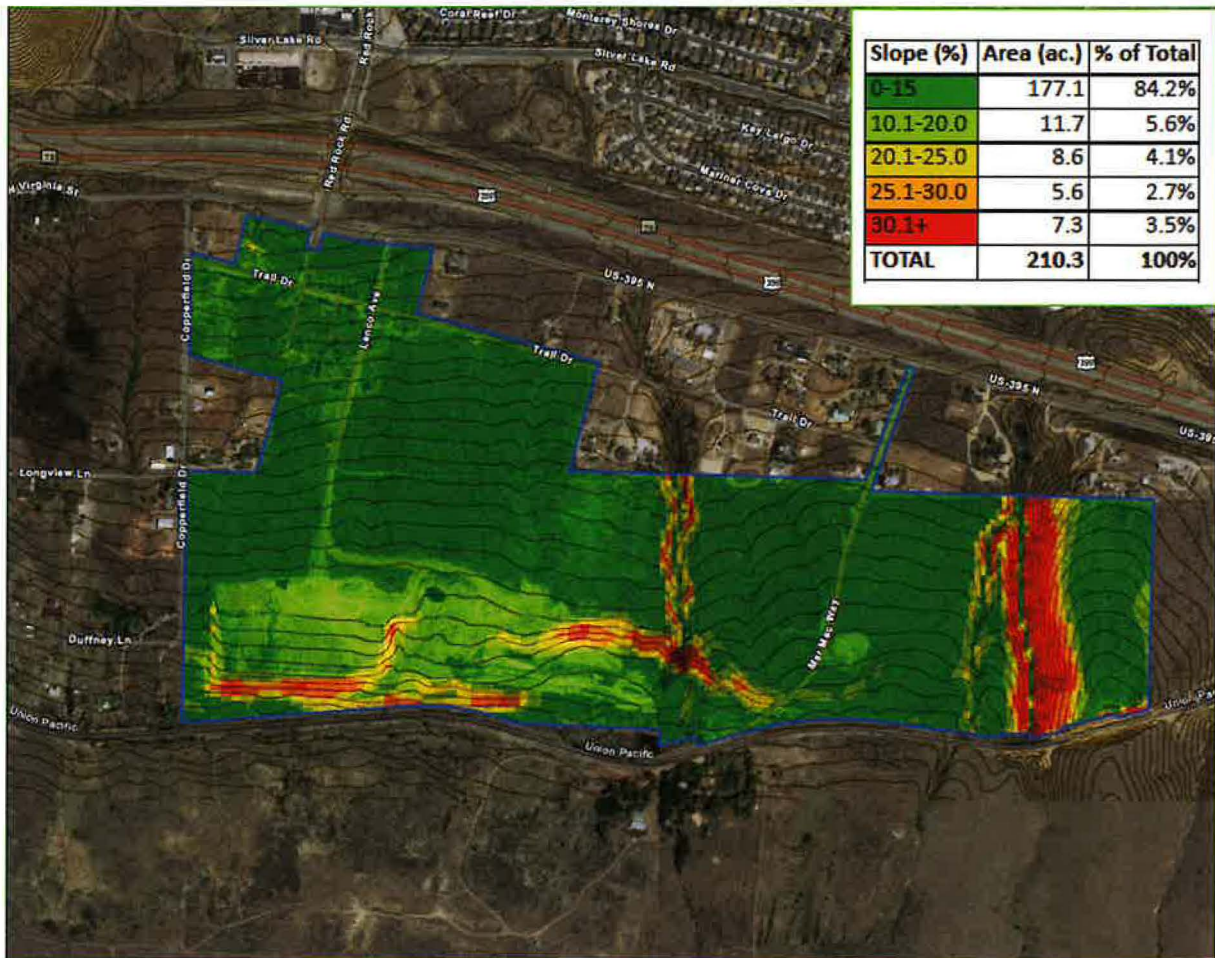 Coral Reef Dr
Monterey Shores Dr
Silver Lake Rd
Red Rock
Silver Lake Rd
Key Largo Dr
Mariner Cove Dr
Red Rock Rd
N Virginia St
395
US-395 N
Copperfield Dr
Trail Dr
Lenco Ave
Trail Dr
395
395
US-395 N
Trail Dr
US-395
Longview Ln
Copperfield Dr
Mar Mac Way
Duffney Ln
Union Pacific
Union Pacific
Union Pac
Slope (%) Area (ac.) % of Total
0-15 177.1 84.2%
10.1-20.0 11.7 5.6%
20.1-25.0 8.6 4.1%
25.1-30.0 5.6 2.7%
30.1+ 7.3 3.5%
TOTAL 210.3 100%